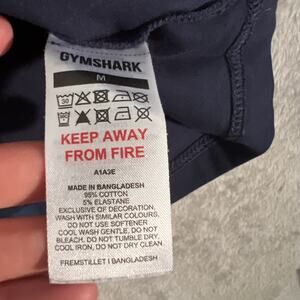 GYMSHARK
M
30
KEEP AWAY
FROM FIRE
A1A3E
MADE IN BANGLADESH
95% COTTON
5% ELASTANE
EXCLUSIVE OF DECORATION.
WASH WITH SIMILAR COLOURS.
DO NOT USE SOFTENER
COOL WASH GENTLE, DO NOT
BLEACH, DO NOT TUMBLE DRY,
COOL IRON, DO NOT DRY CLEAN
FREMSTILLET I BANGLADESH